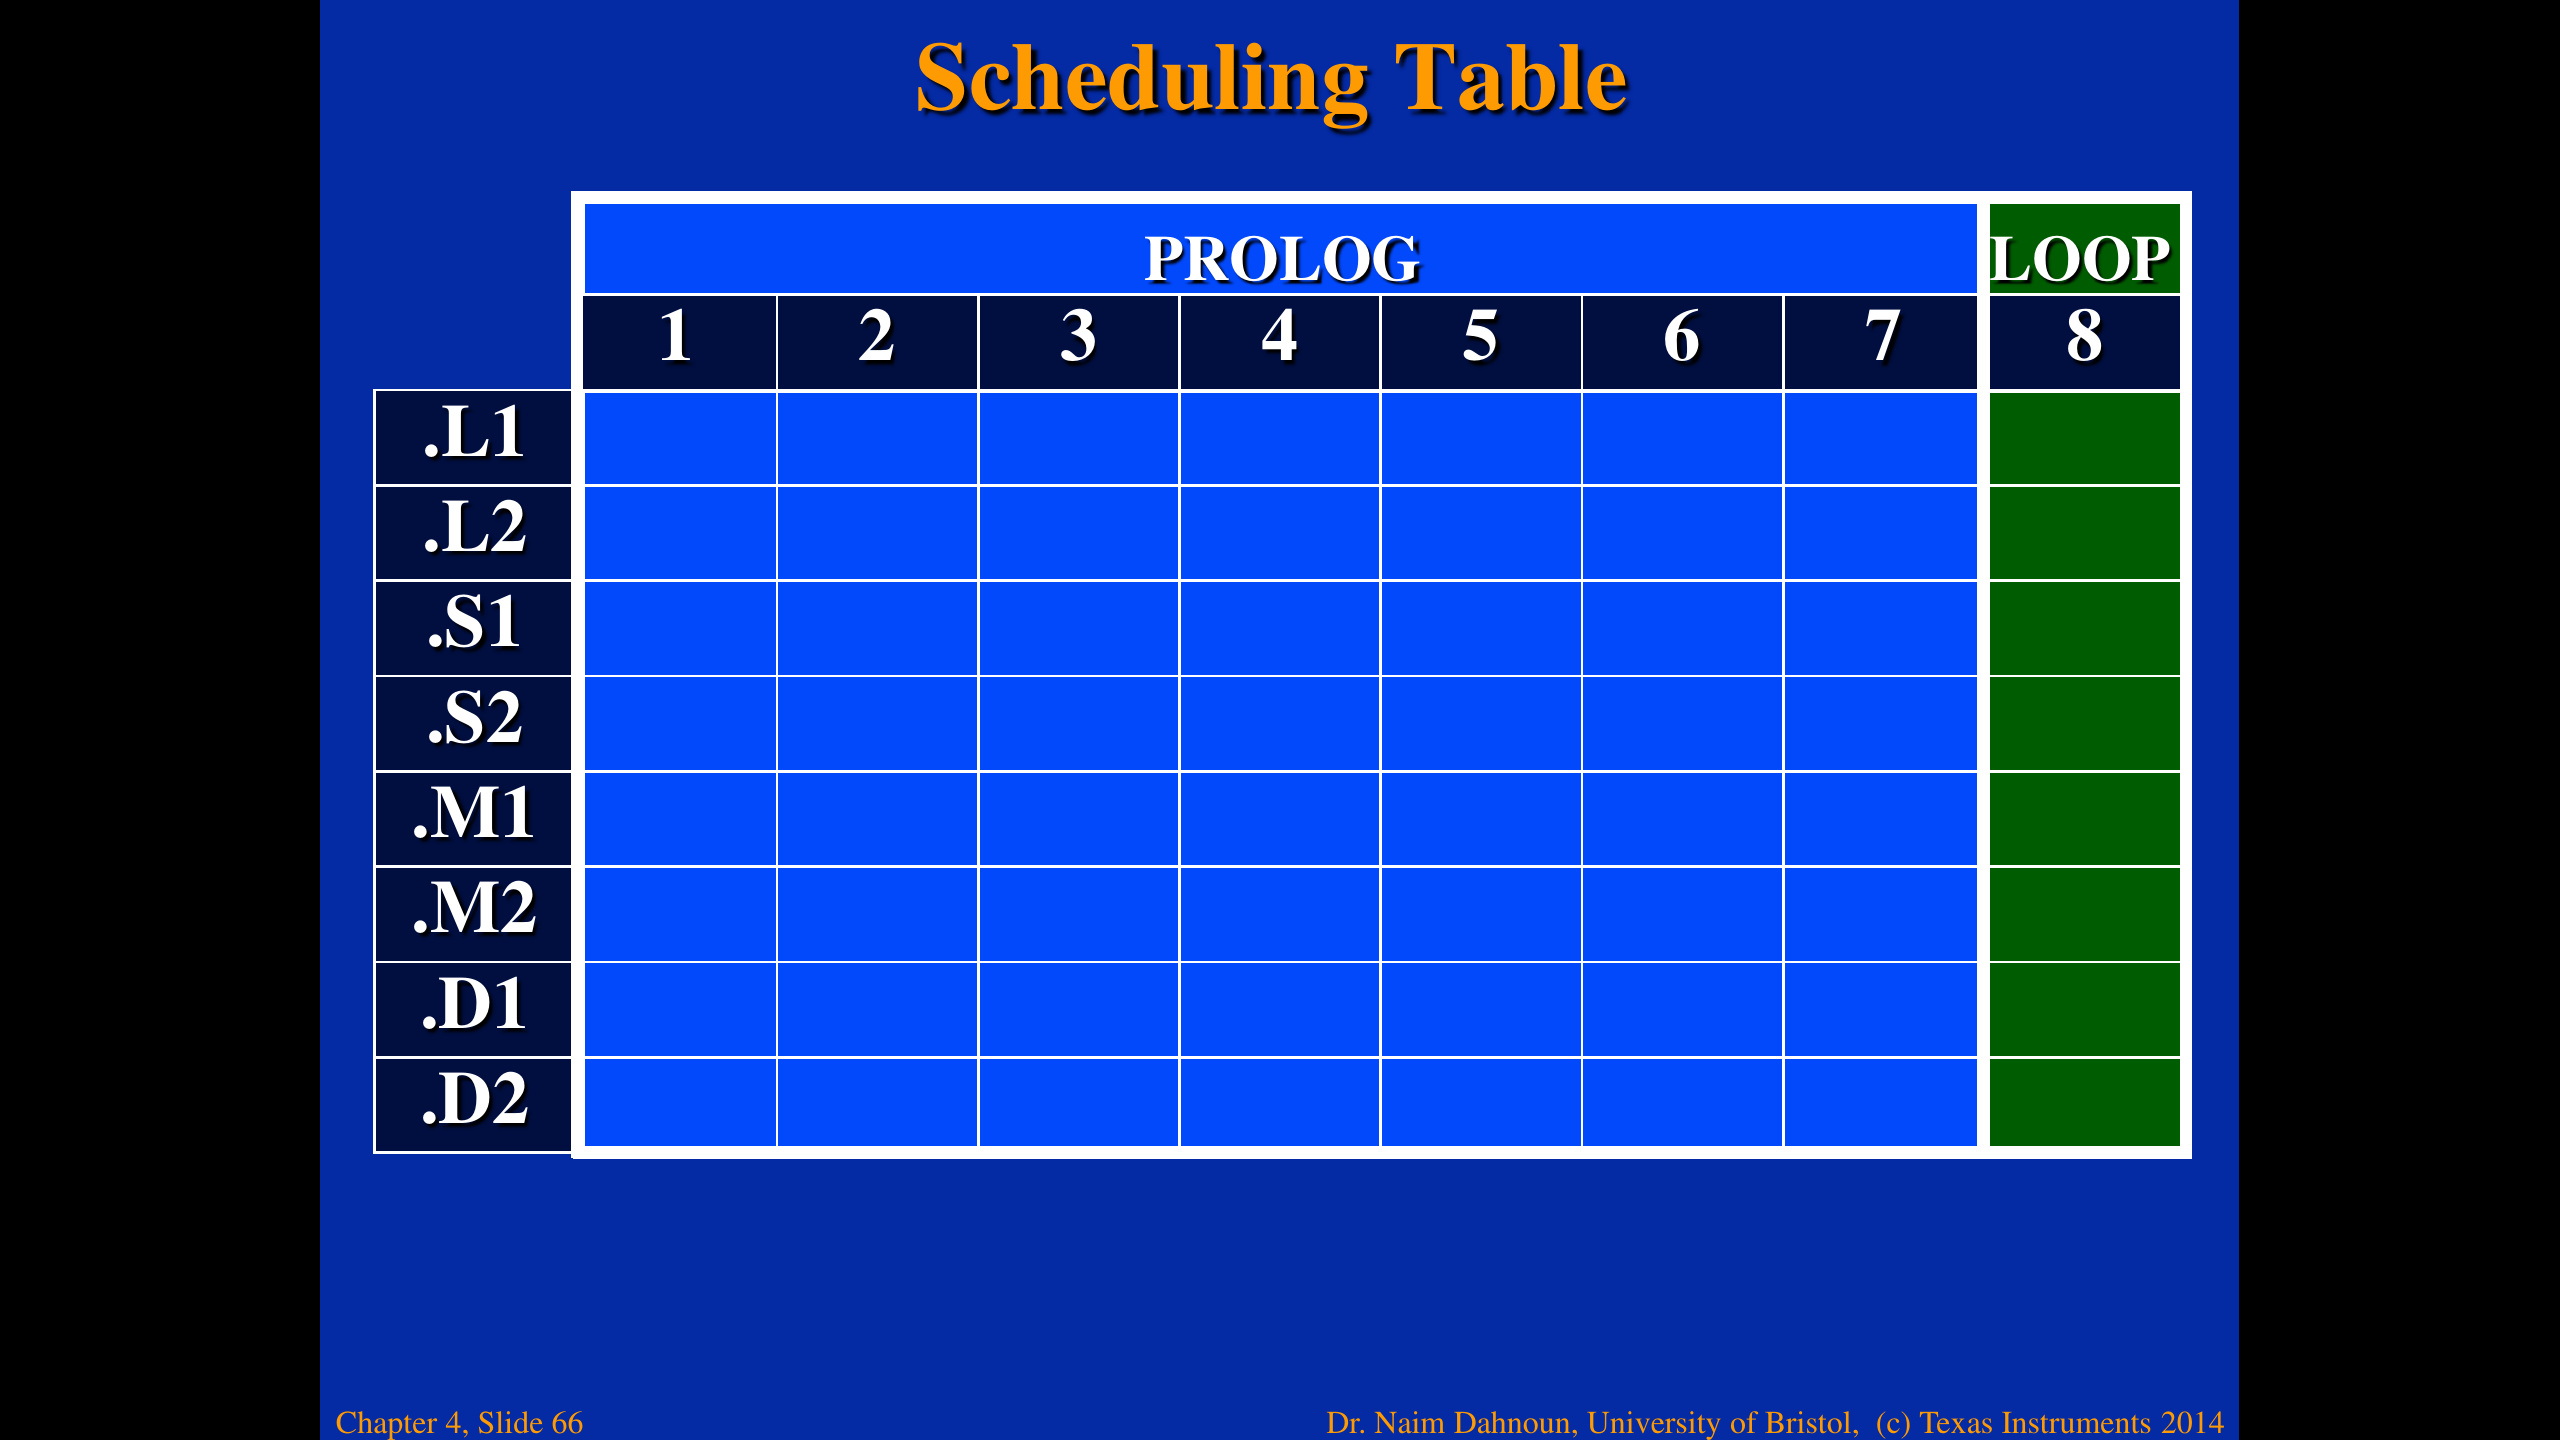 Scheduling Table
PROLOG LOOP
1 2 3 4 5 6 7 8
.L1
.L2
.S1
.S2
.M1
.M2
.D1
.D2
Chapter 4, Slide 66 Dr. Naim Dahnoun, University of Bristol, (c) Texas Instruments 2014